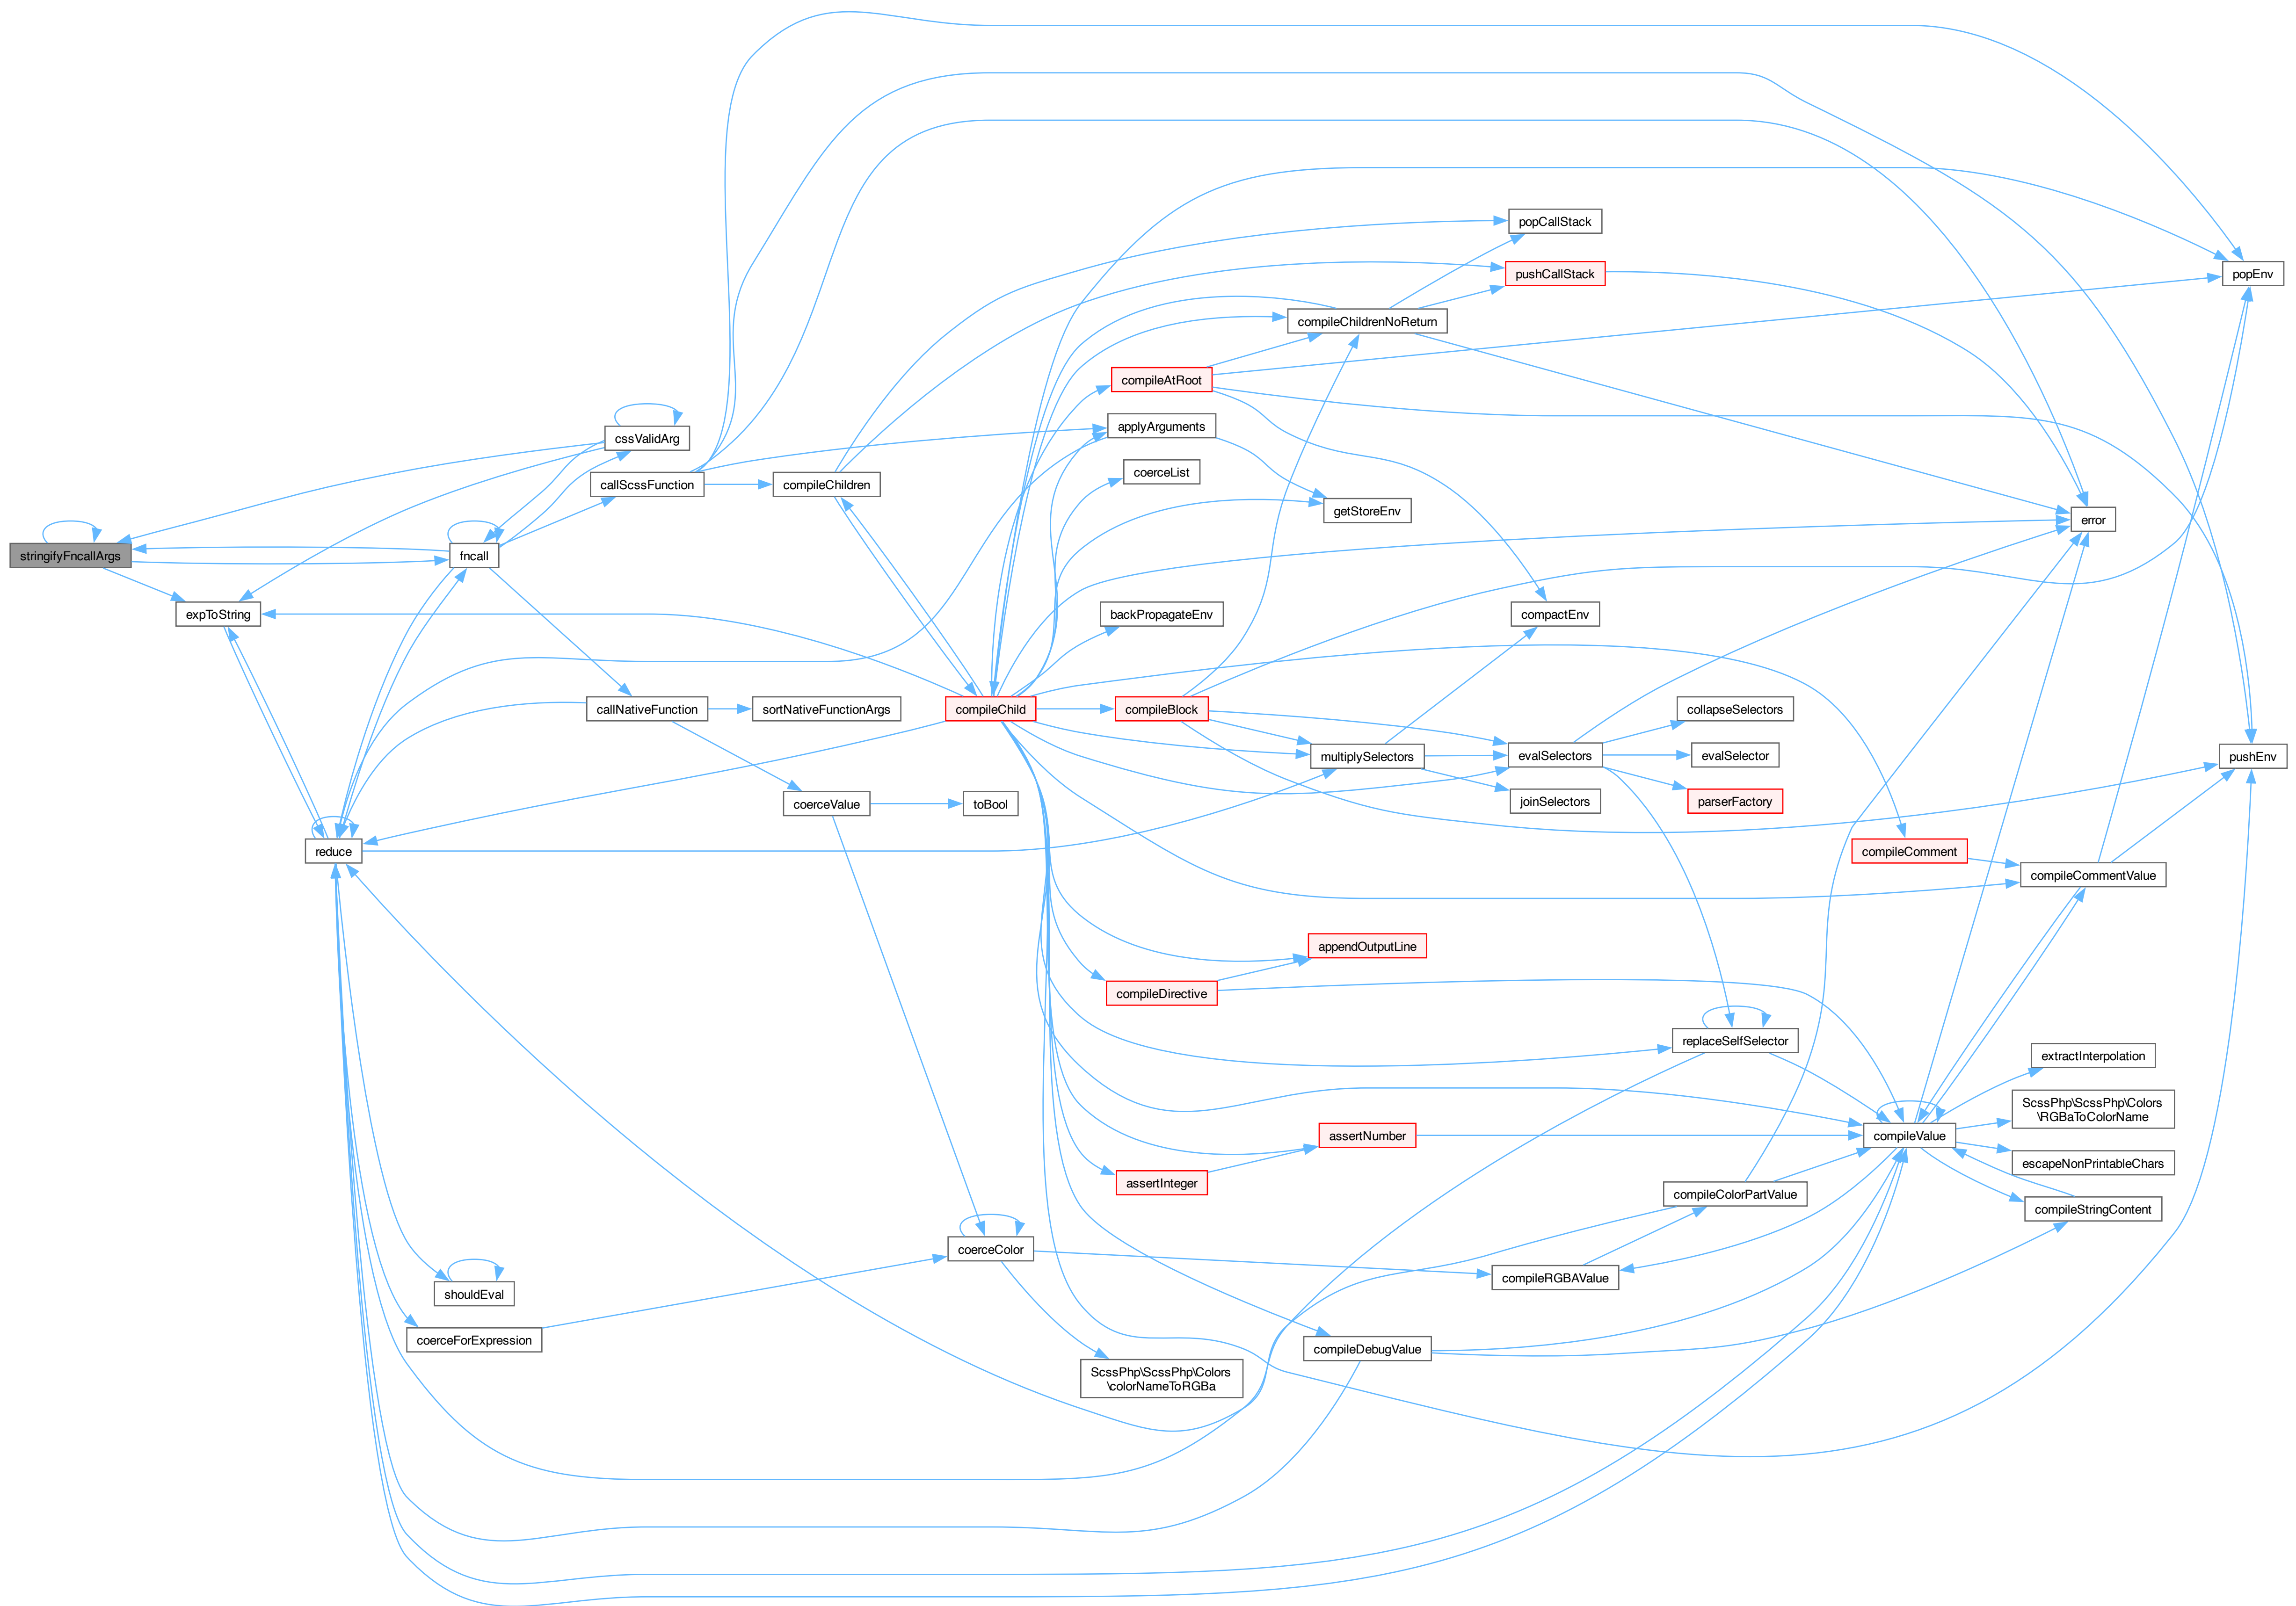 popCallStack
pushCallStack
popEnv
compileChildrenNoReturn
compileAtRoot
applyArguments
cssValidArg
coerceList
callScssFunction
compileChildren
getStoreEnv
error
stringifyFncallArgs
fncall
expToString
backPropagateEnv
compactEnv
callNativeFunction
sortNativeFunctionArgs
compileChild
compileBlock
collapseSelectors
multiplySelectors
evalSelectors
evalSelector
pushEnv
coerceValue
toBool
joinSelectors
parserFactory
reduce
compileComment
compileCommentValue
appendOutputLine
compileDirective
replaceSelfSelector
extractInterpolation
ScssPhp\ScssPhp\Colors
\RGBaToColorName
assertNumber
compileValue
escapeNonPrintableChars
assertInteger
compileColorPartValue
compileStringContent
coerceColor
compileRGBAValue
shouldEval
coerceForExpression
compileDebugValue
ScssPhp\ScssPhp\Colors
\colorNameToRGBa